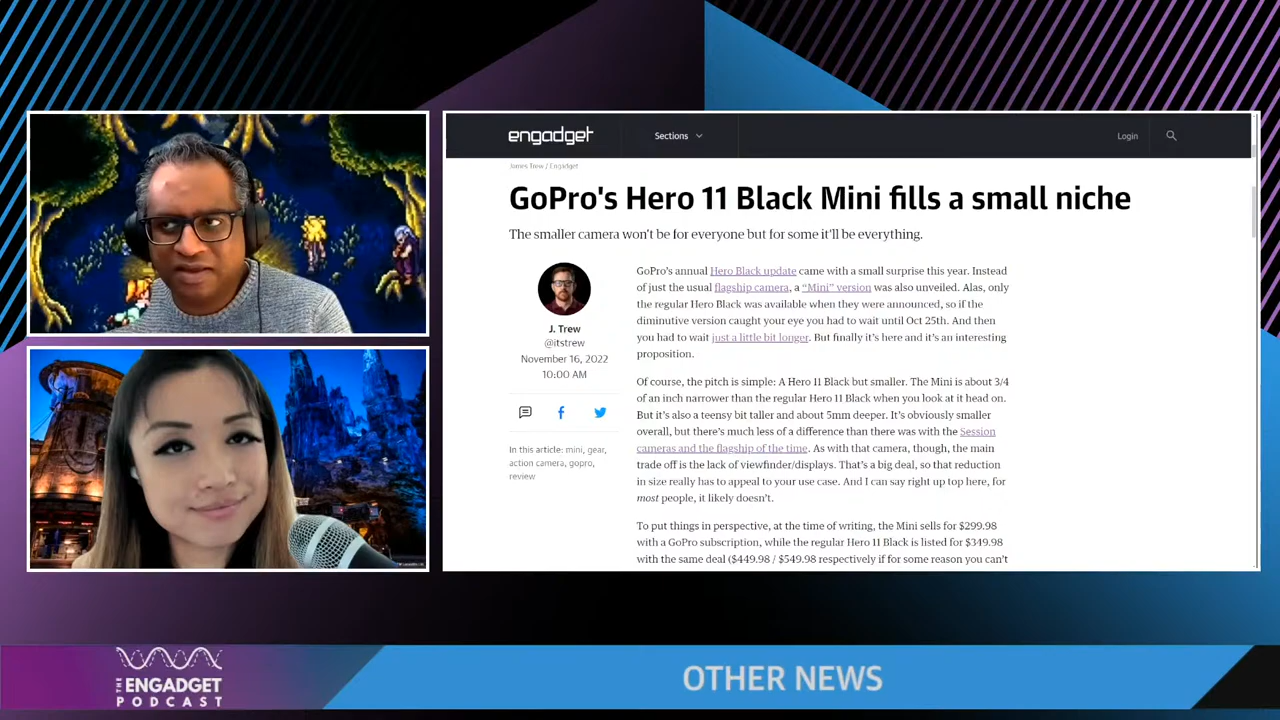 engadget
Sections
Login
James Trew / Engadget
GoPro's Hero 11 Black Mini fills a small niche
The smaller camera won't be for everyone but for some it'll be everything.
J. Trew
@itstrew
November 16, 2022
10:00 AM
In this article: mini, gear,
action camera, gopro,
review
GoPro's annual Hero Black update came with a small surprise this year. Instead
of just the usual flagship camera, a “Mini” version was also unveiled. Alas, only
the regular Hero Black was available when they were announced, so if the
diminutive version caught your eye you had to wait until Oct 25th. And then
you had to wait just a little bit longer. But finally it's here and it's an interesting
proposition.
Of course, the pitch is simple: A Hero 11 Black but smaller. The Mini is about 3/4
of an inch narrower than the regular Hero 11 Black when you look at it head on.
But it's also a teensy bit taller and about 5mm deeper. It's obviously smaller
overall, but there's much less of a difference than there was with the Session
cameras and the flagship of the time. As with that camera, though, the main
trade off is the lack of viewfinder/displays. That's a big deal, so that reduction
in size really has to appeal to your use case. And I can say right up top here, for
most people, it likely doesn't.
To put things in perspective, at the time of writing, the Mini sells for $299.98
with a GoPro subscription, while the regular Hero 11 Black is listed for $349.98
with the same deal ($449.98 / $549.98 respectively if for some reason you can't
THE
ENGADGET
PODCAST
OTHER NEWS